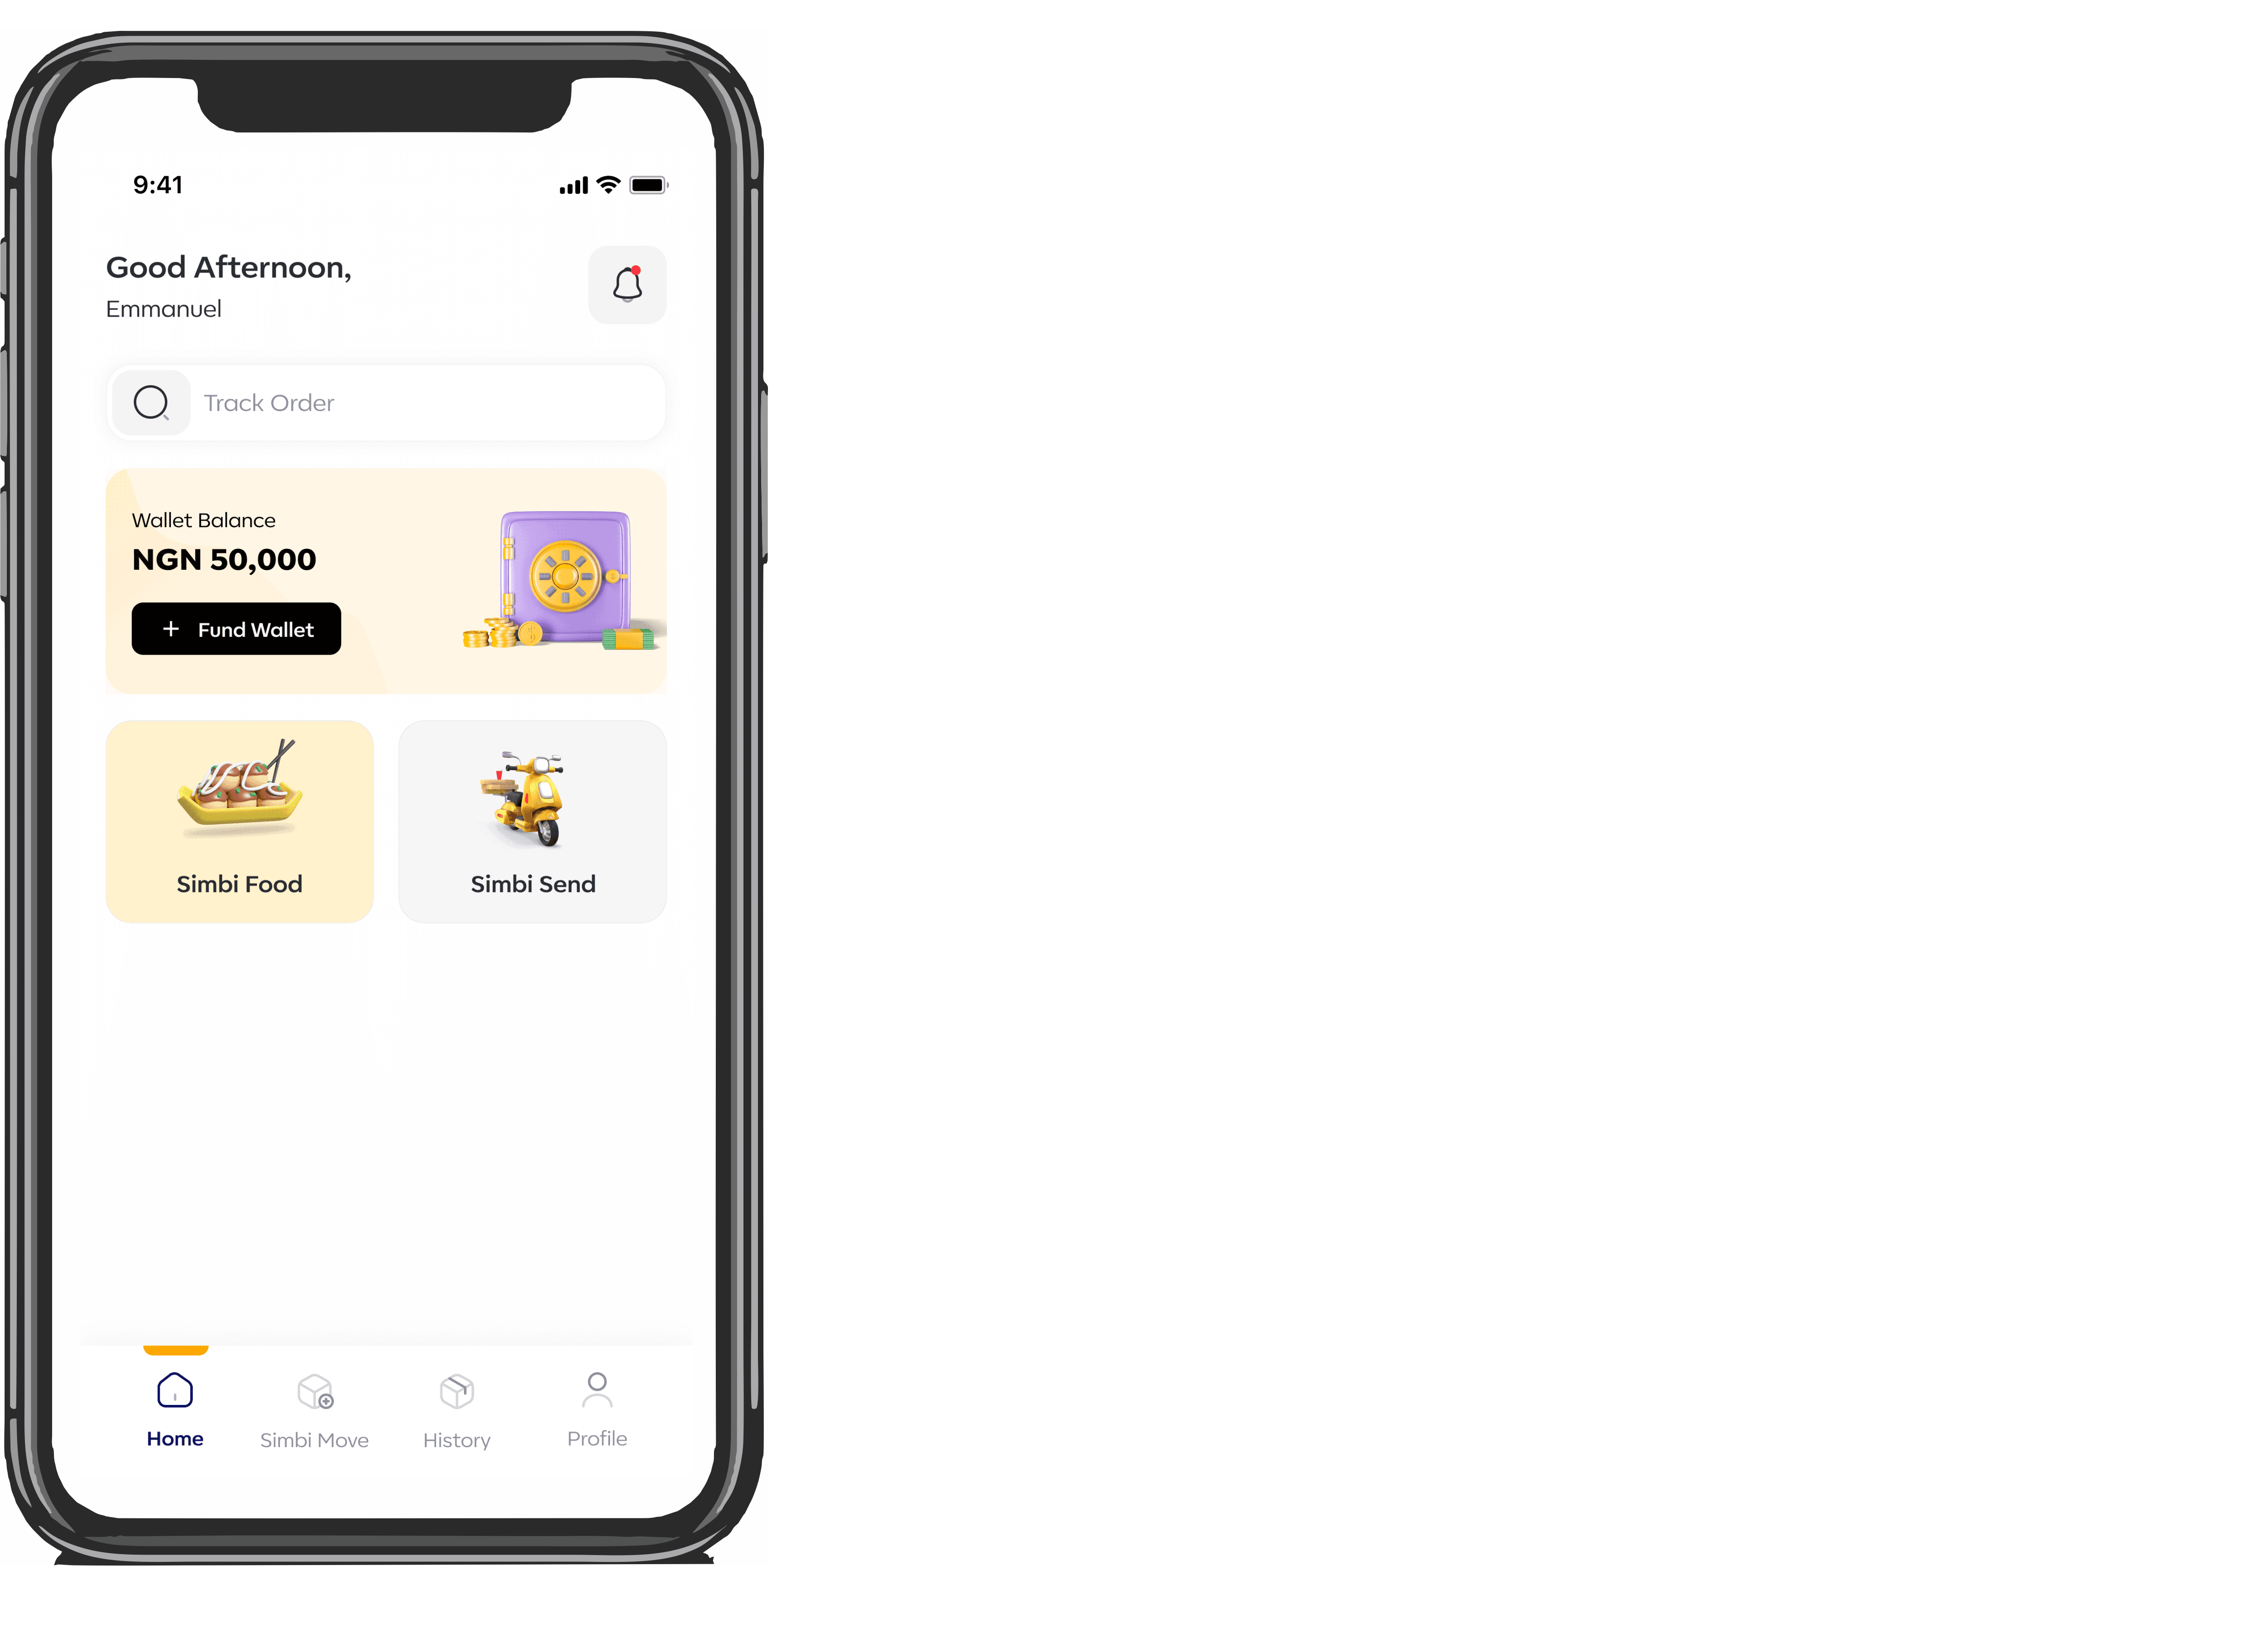 9:41
Good Afternoon,
Emmanuel
Track Order
Wallet Balance
NGN 50,000
+ Fund Wallet
Simbi Food
Simbi Send
Home
Simbi Move
History
Profile